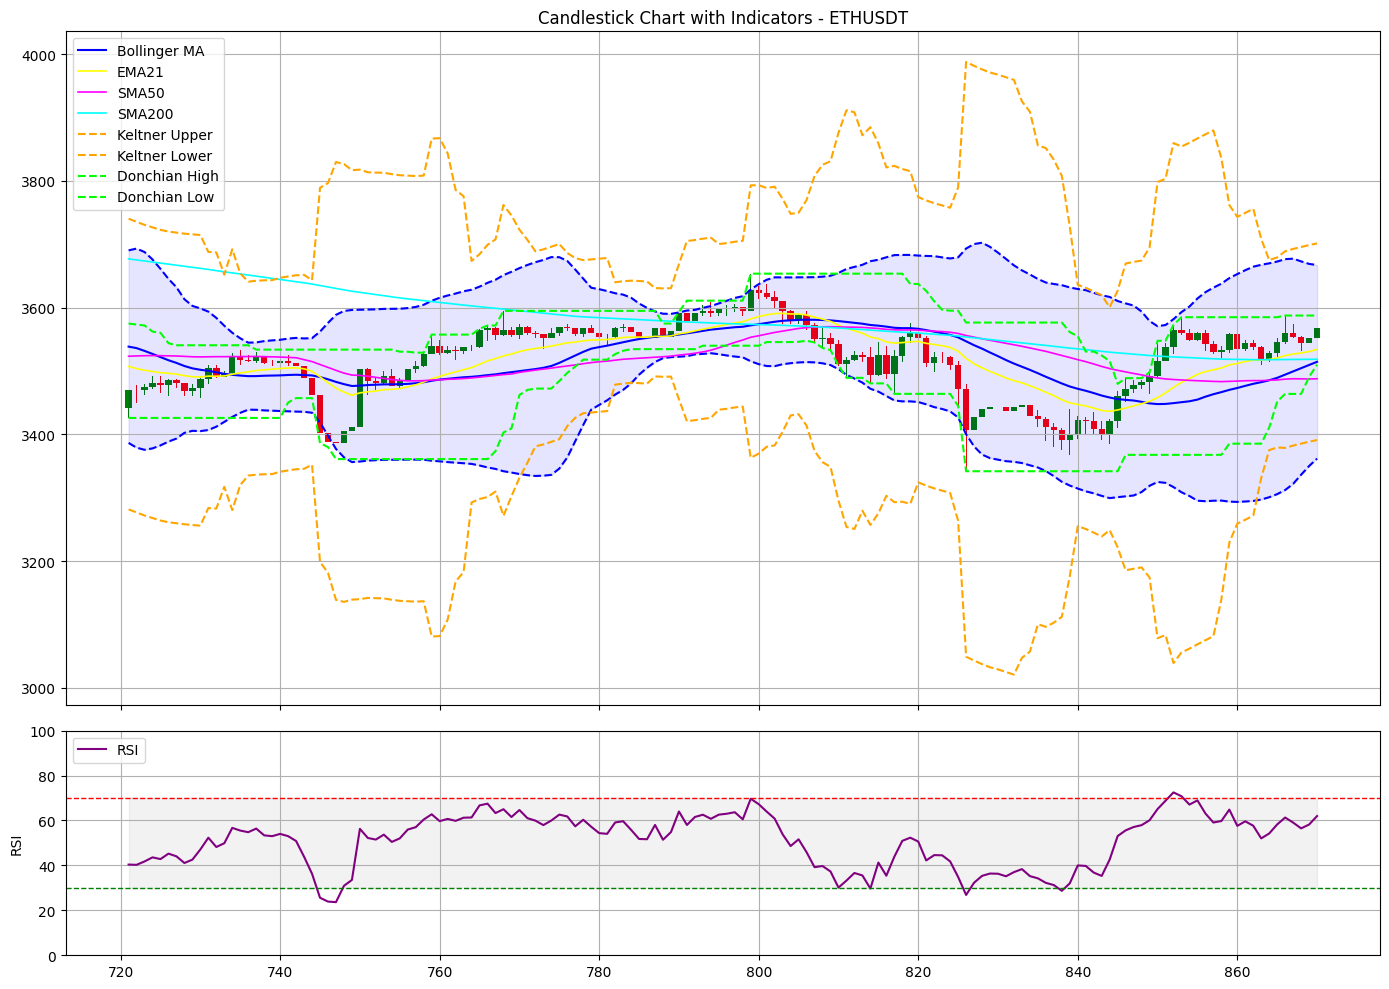 Candlestick Chart with Indicators - ETHUSDT
4000
3800
3600
3400
3200
3000
Bollinger MA
EMA21
SMA50
SMA200
Keltner Upper
Keltner Lower
Donchian High
Donchian Low
100
80
60
40
20
0
RSI
RSI
720
740
760
780
800
820
840
860